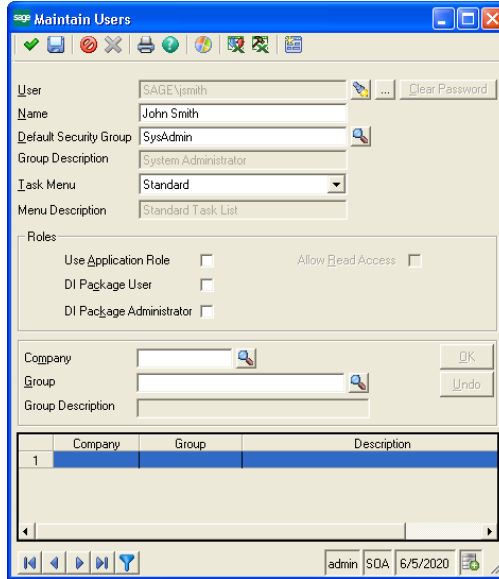 sage Maintain Users
User SAGE\jsmith ... Clear Password
Name John Smith
Default Security Group SysAdmin
Group Description System Administrator
Task Menu Standard
Menu Description Standard Task List
Roles
Use Application Role Allow Read Access
DI Package User
DI Package Administrator
Company OK
Group Undo
Group Description
Company Group Description
1
admin SOA 6/5/2020